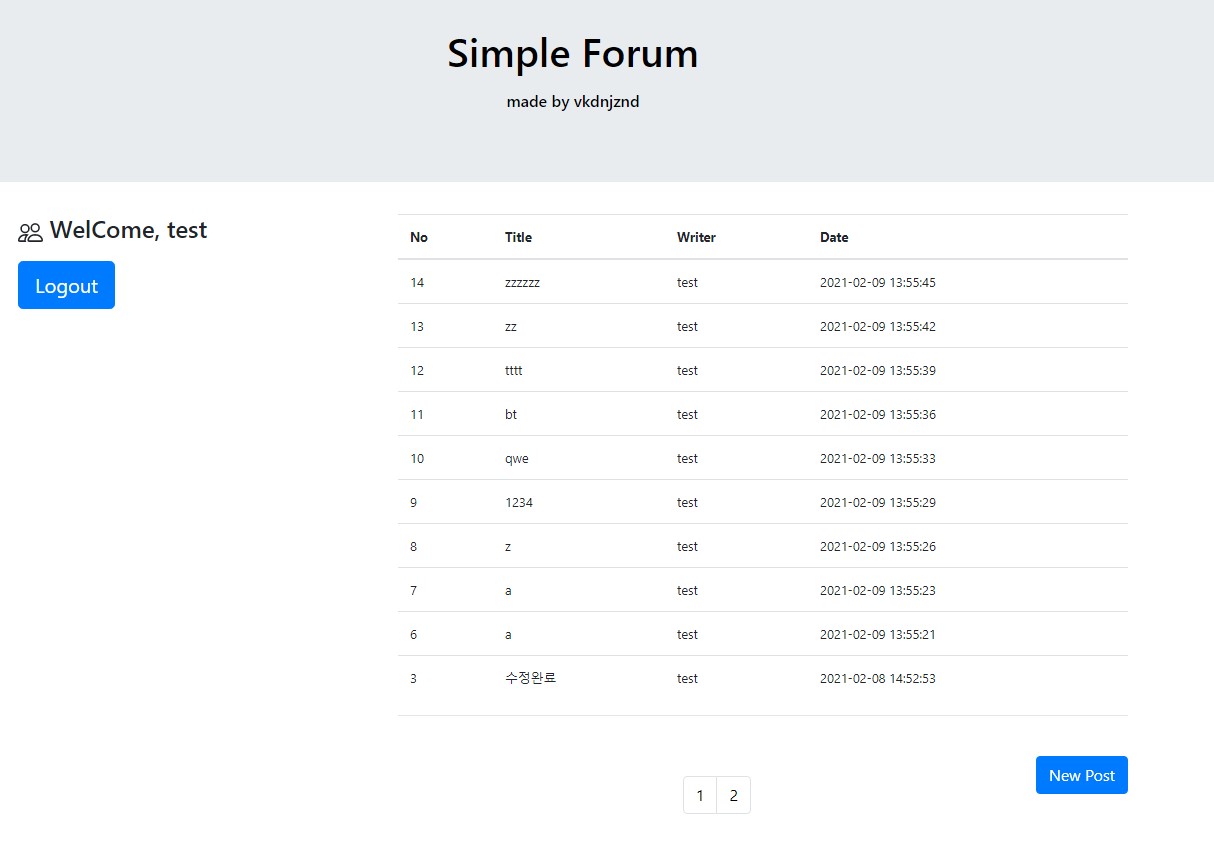 Simple Forum
made by vkdnjznd
WelCome, test
Logout
No Title Writer Date
14 zzzzzz test 2021-02-09 13:55:45
13 zz test 2021-02-09 13:55:42
12 tttt test 2021-02-09 13:55:39
11 bt test 2021-02-09 13:55:36
10 qwe test 2021-02-09 13:55:33
9 1234 test 2021-02-09 13:55:29
8 z test 2021-02-09 13:55:26
7 a test 2021-02-09 13:55:23
6 a test 2021-02-09 13:55:21
3 수정완료 test 2021-02-08 14:52:53
New Post
1 2